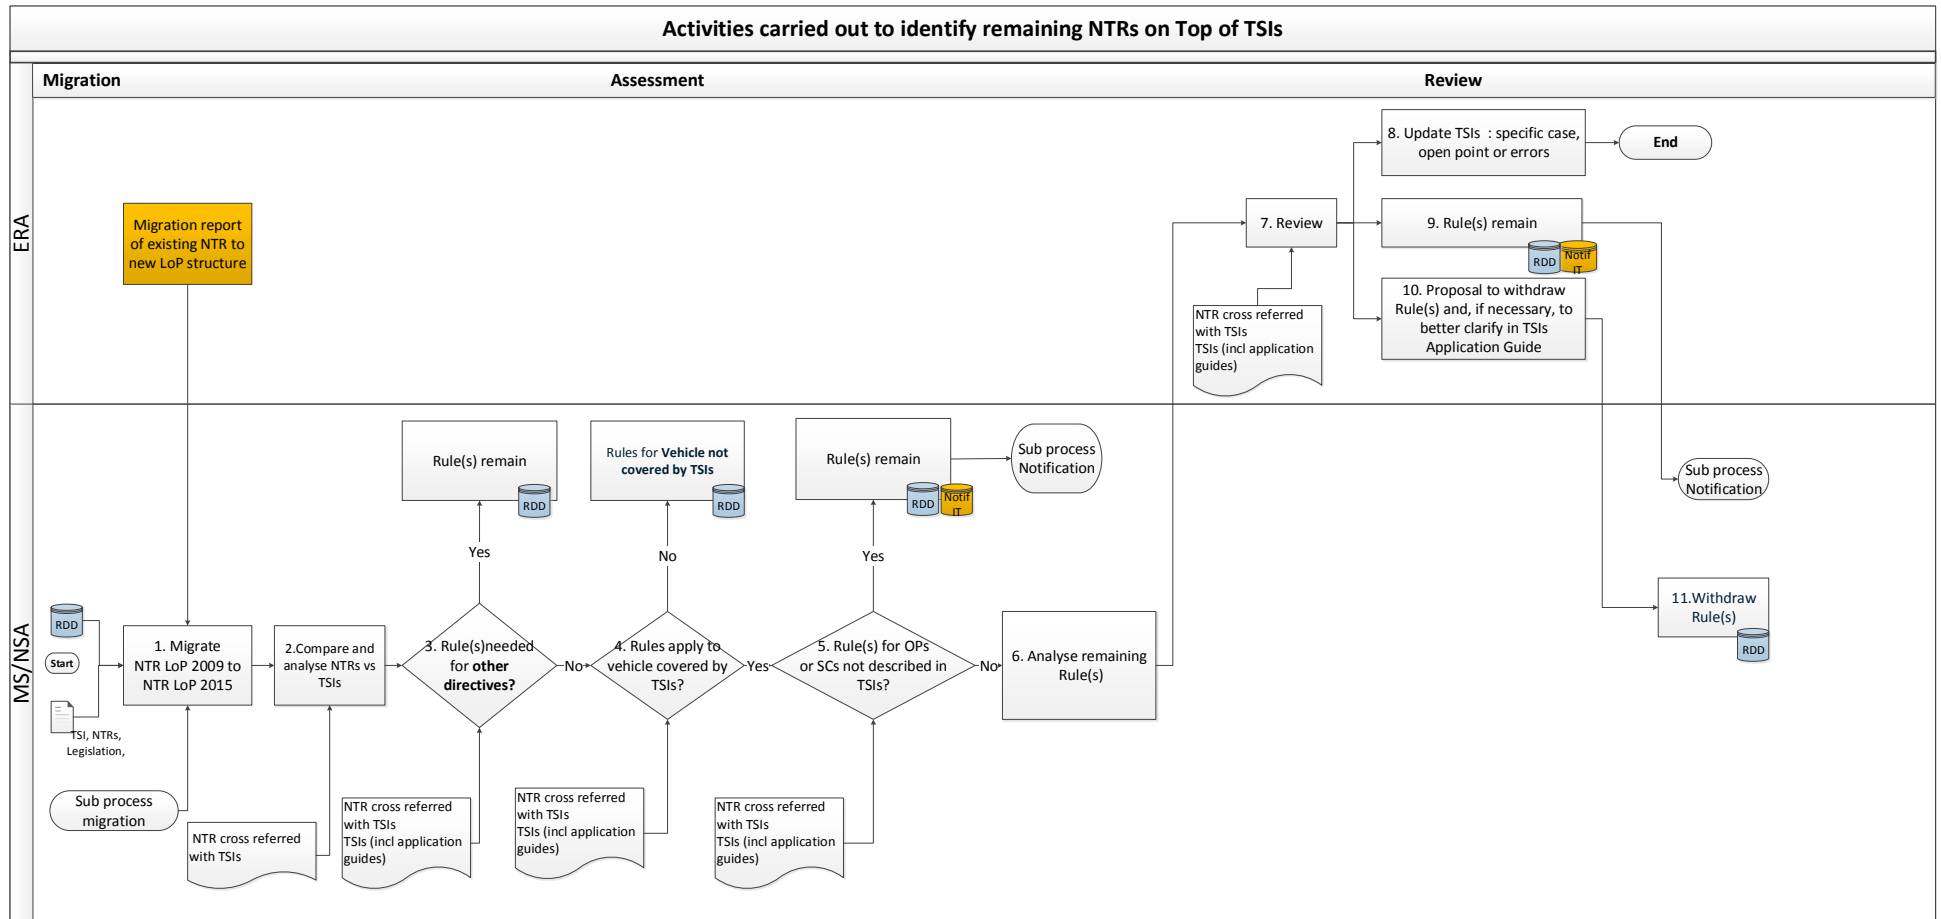 Activities carried out to identify remaining NTRs on Top of TSIs
Migration
Assessment
Review
ERA
Migration report
of existing NTR to
new LoP structure
7. Review
NTR cross referred
with TSIs
TSIs (incl application
guides)
8. Update TSIs : specific case,
open point or errors
End
9. Rule(s) remain
RDD
Notif
IT
10. Proposal to withdraw
Rule(s) and, if necessary, to
better clarify in TSIs
Application Guide
MS/NSA
RDD
Start
TSI, NTRs,
Legislation,
Sub process
migration
1. Migrate
NTR LoP 2009 to
NTR LoP 2015
NTR cross referred
with TSIs
2.Compare and
analyse NTRs vs
TSIs
3. Rule(s)needed
for other
directives?
Yes
Rule(s) remain
RDD
NTR cross referred
with TSIs
TSIs (incl application
guides)
No
4. Rules apply to
vehicle covered by
TSIs?
No
Rules for Vehicle not
covered by TSIs
RDD
NTR cross referred
with TSIs
TSIs (incl application
guides)
Yes
5. Rule(s) for OPs
or SCs not described in
TSIs?
Yes
Rule(s) remain
RDD
Notif
IT
Sub process
Notification
NTR cross referred
with TSIs
TSIs (incl application
guides)
No
6. Analyse remaining
Rule(s)
Sub process
Notification
11.Withdraw
Rule(s)
RDD